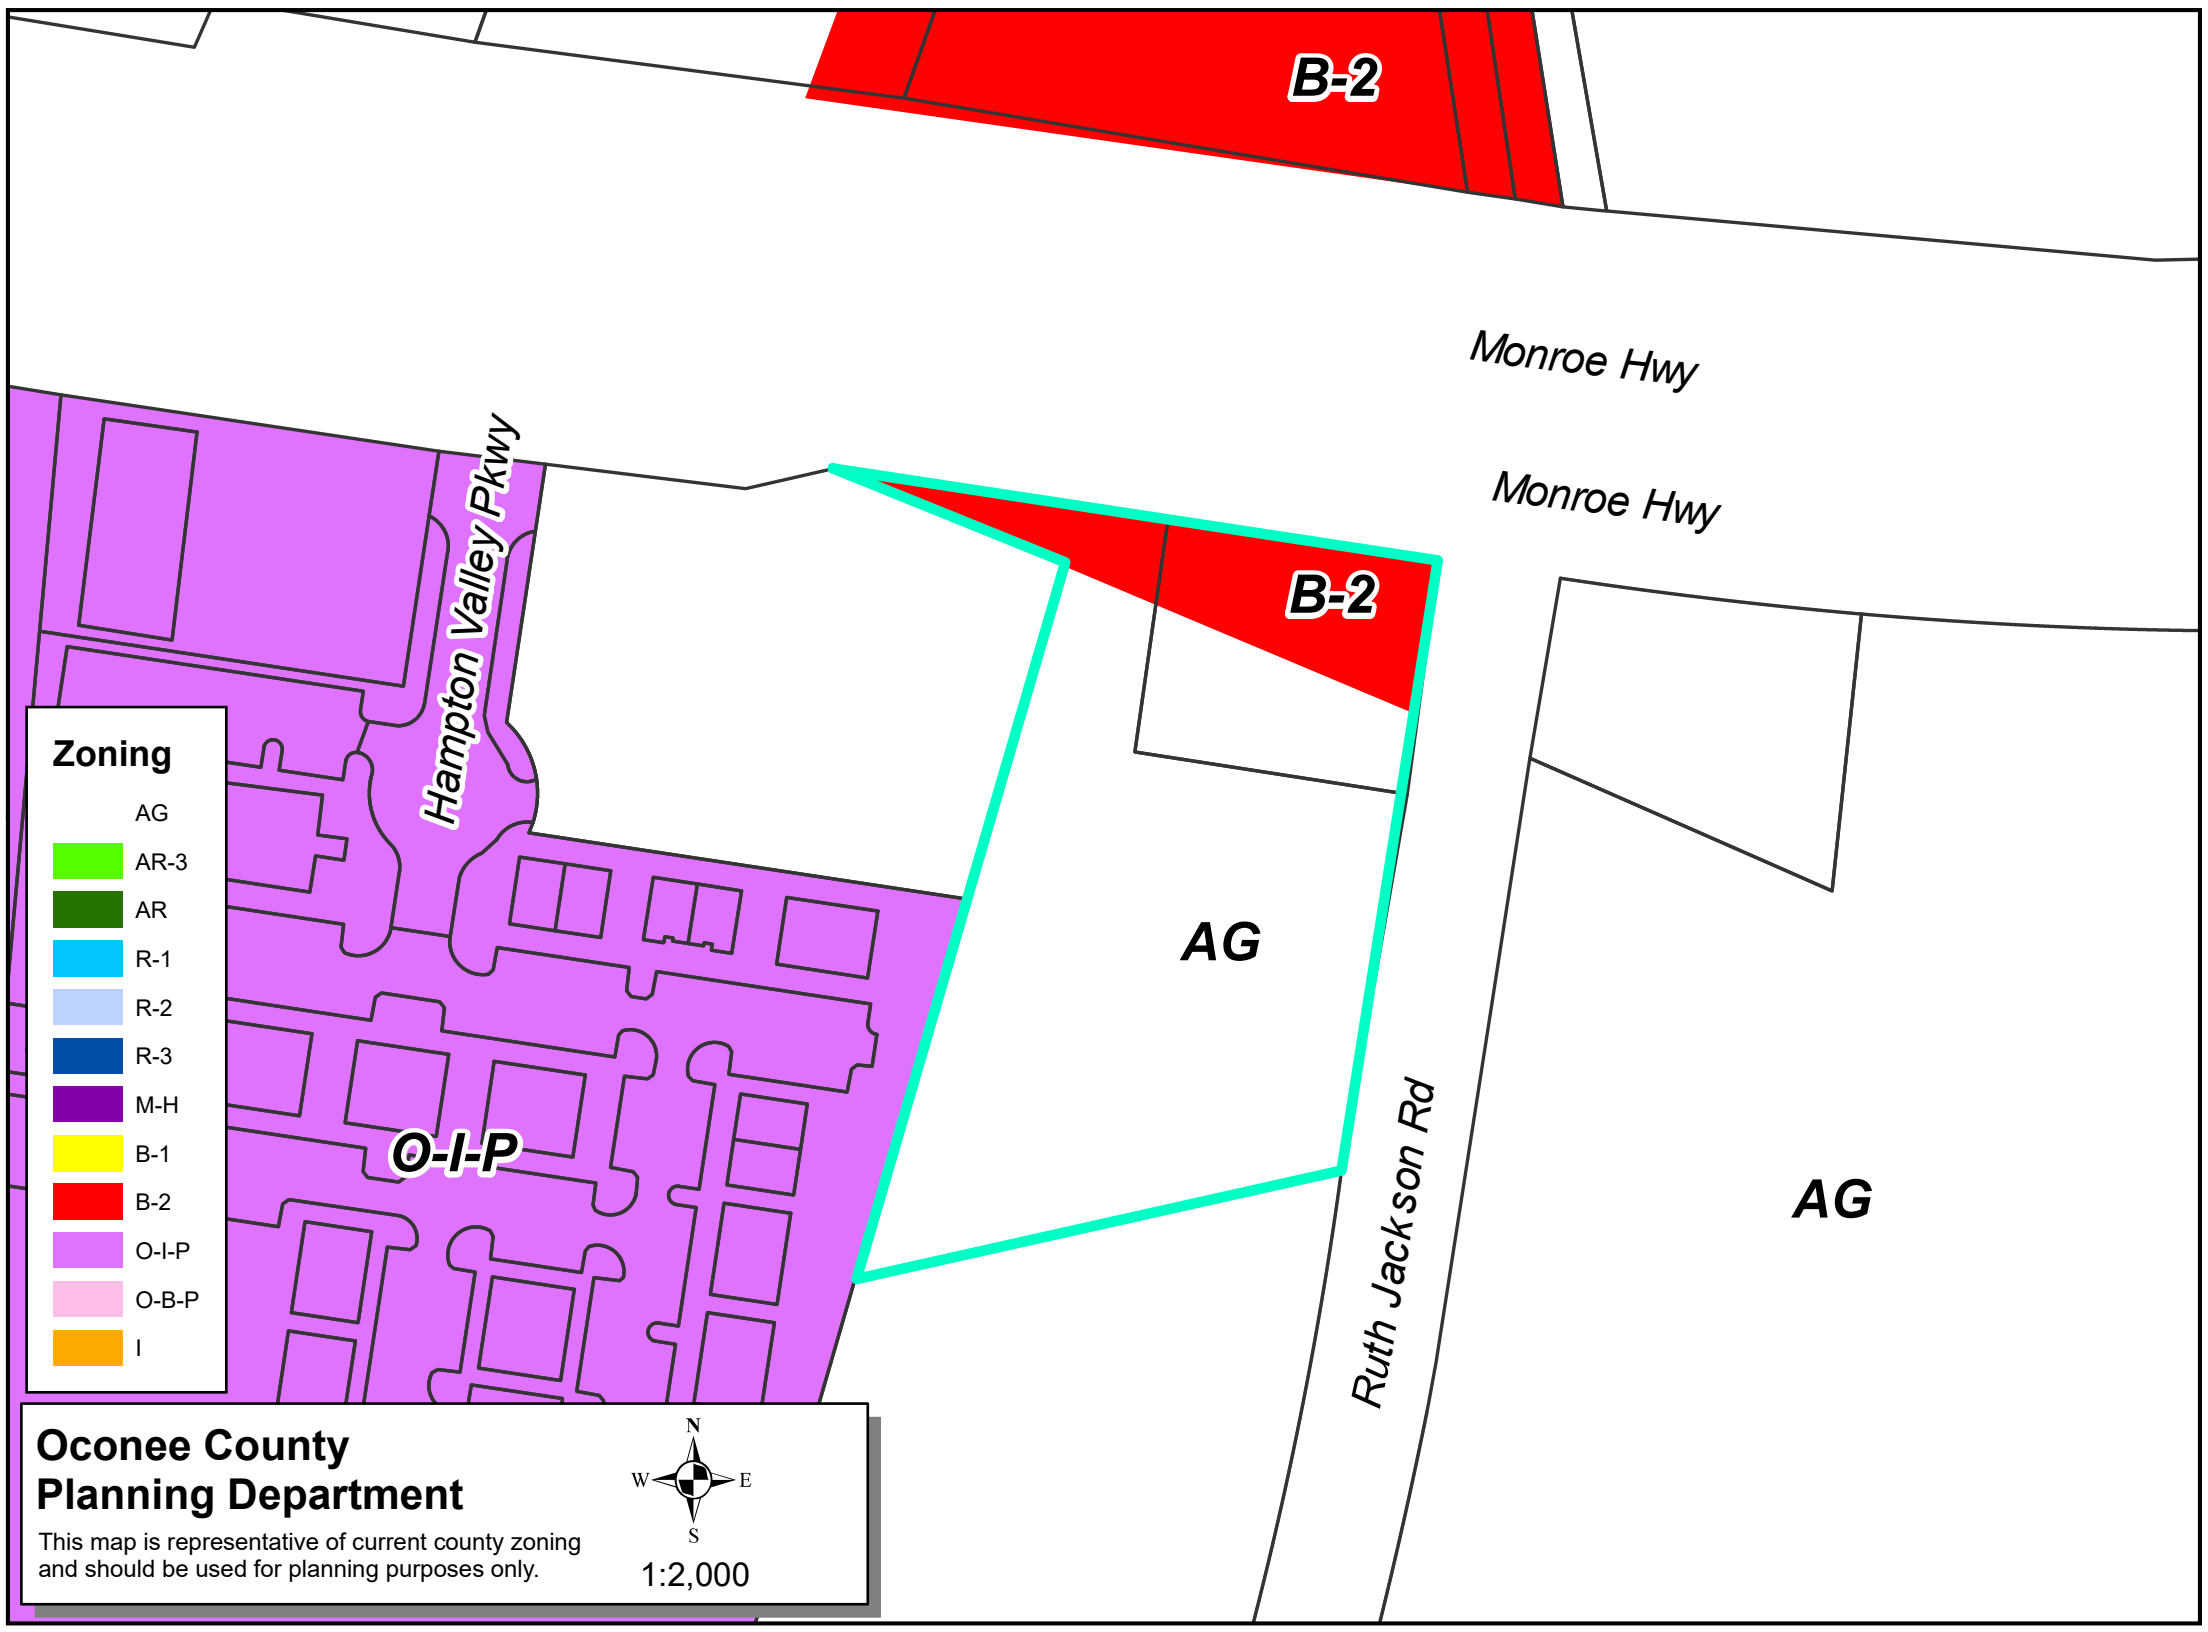 B-2
Monroe Hwy
Monroe Hwy
Hampton Valley Pkwy
B-2
Zoning
AG
AR-3
AR
R-1
R-2
R-3
M-H
B-1
B-2
O-I-P
O-B-P
I
AG
O-I-P
AG
Ruth Jackson Rd
Oconee County
Planning Department
This map is representative of current county zoning
and should be used for planning purposes only.
N
W E
S
1:2,000